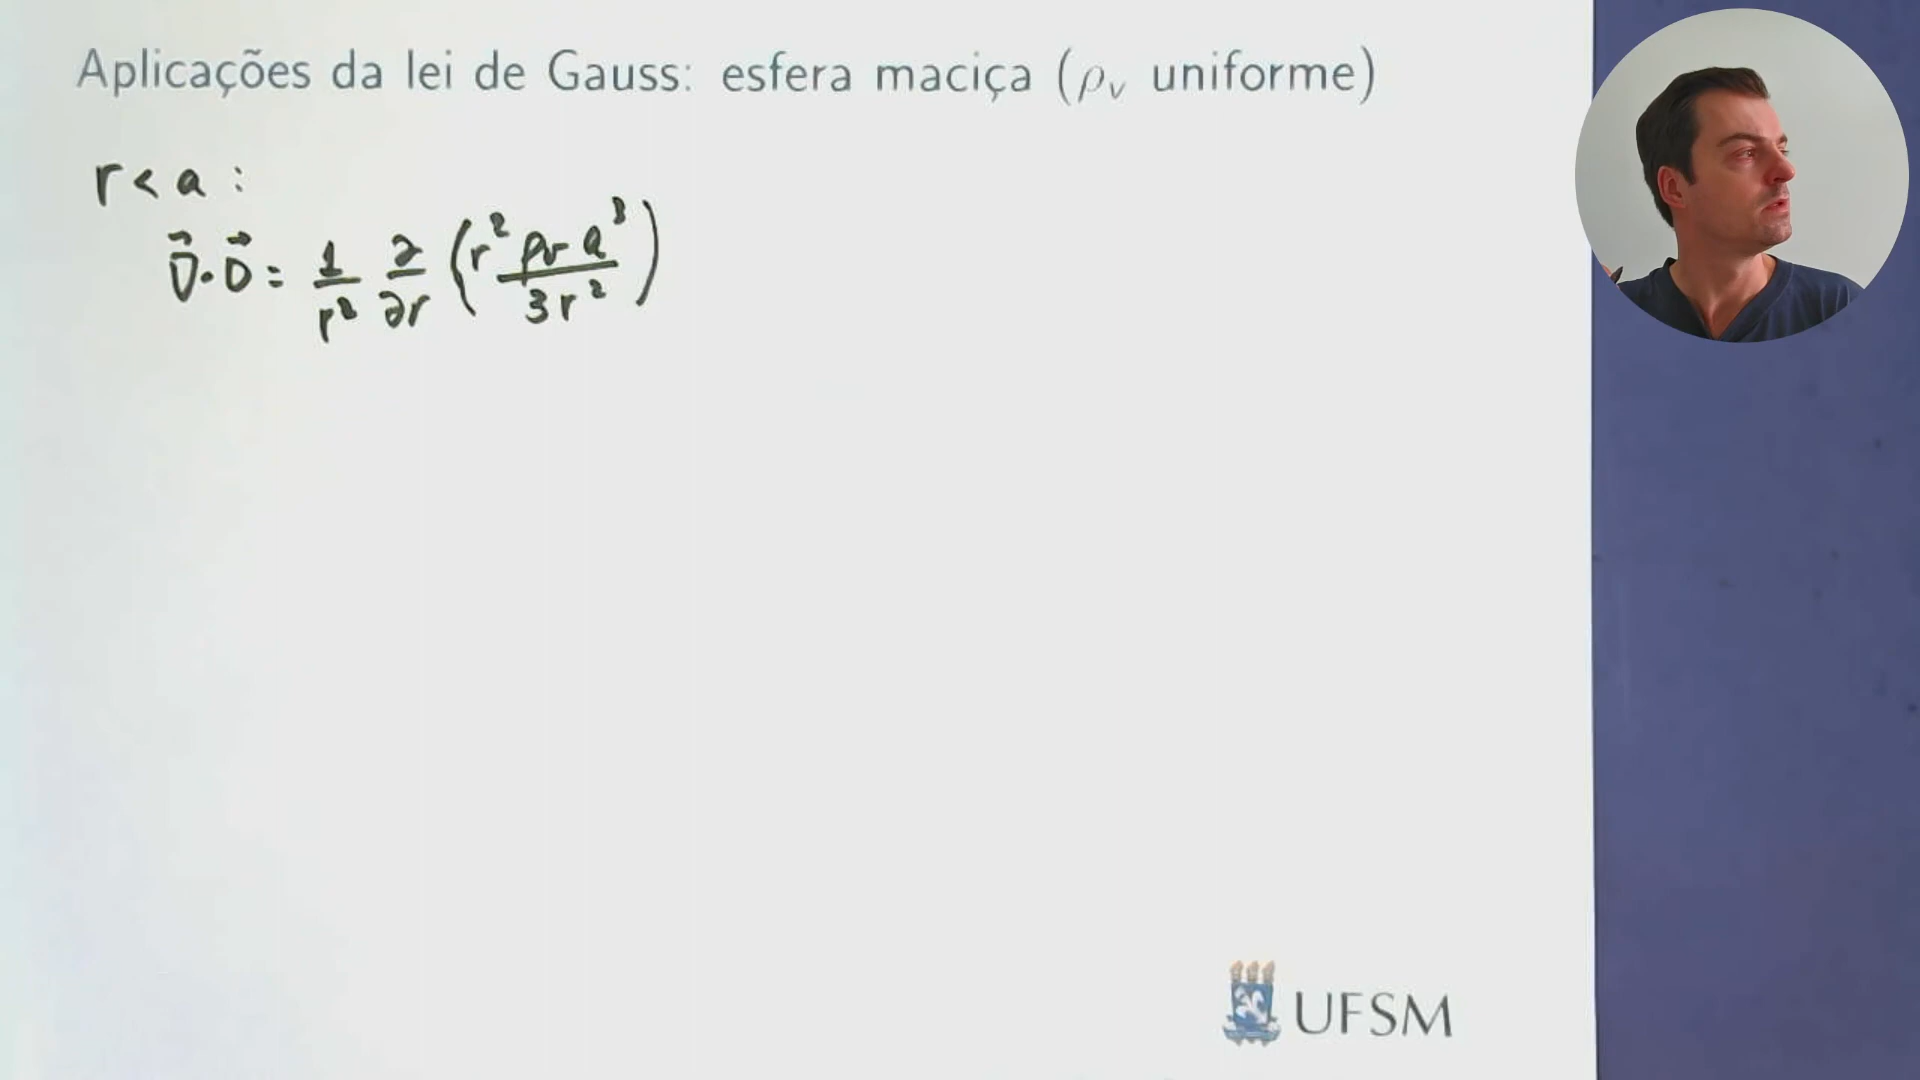 Aplicações da lei de Gauss: esfera maciça (ρᵥ uniforme)
r < a :
∇⃗·D⃗ = 1/r² ∂/∂r (r² ρv a³ / 3r²)
UFSM